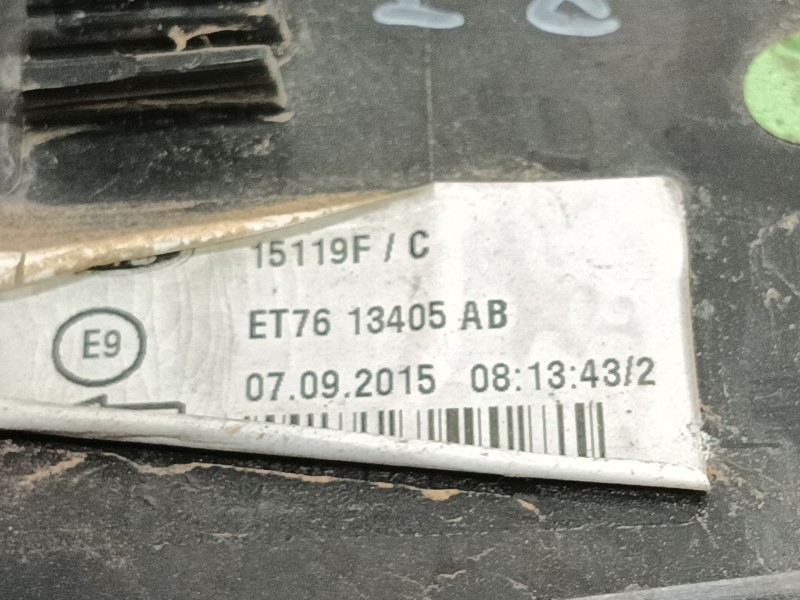 15119F / C
E9
ET76 13405 AB
07.09.2015 08:13:43/2